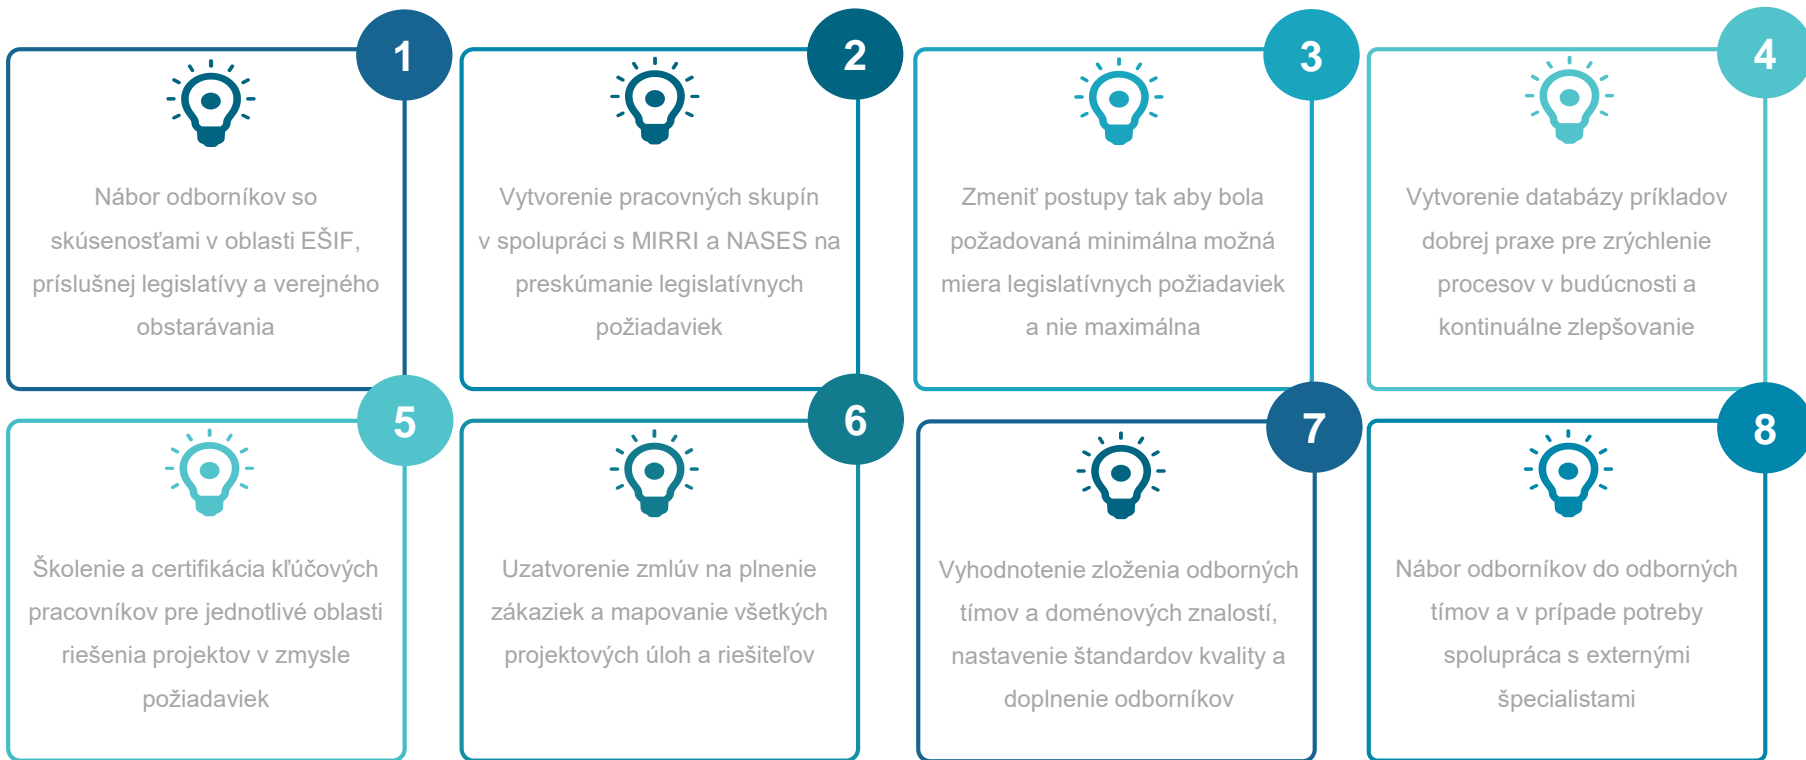 1
Nábor odborníkov so
skúsenosťami v oblasti EŠIF,
príslušnej legislatívy a verejného
obstarávania
2
Vytvorenie pracovných skupín
v spolupráci s MIRRI a NASES na
preskúmanie legislatívnych
požiadaviek
3
Zmeniť postupy tak aby bola
požadovaná minimálna možná
miera legislatívnych požiadaviek
a nie maximálna
4
Vytvorenie databázy príkladov
dobrej praxe pre zrýchlenie
procesov v budúcnosti a
kontinuálne zlepšovanie
5
Školenie a certifikácia kľúčových
pracovníkov pre jednotlivé oblasti
riešenia projektov v zmysle
požiadaviek
6
Uzatvorenie zmlúv na plnenie
zákaziek a mapovanie všetkých
projektových úloh a riešiteľov
7
Vyhodnotenie zloženia odborných
tímov a doménových znalostí,
nastavenie štandardov kvality a
doplnenie odborníkov
8
Nábor odborníkov do odborných
tímov a v prípade potreby
spolupráca s externými
špecialistami